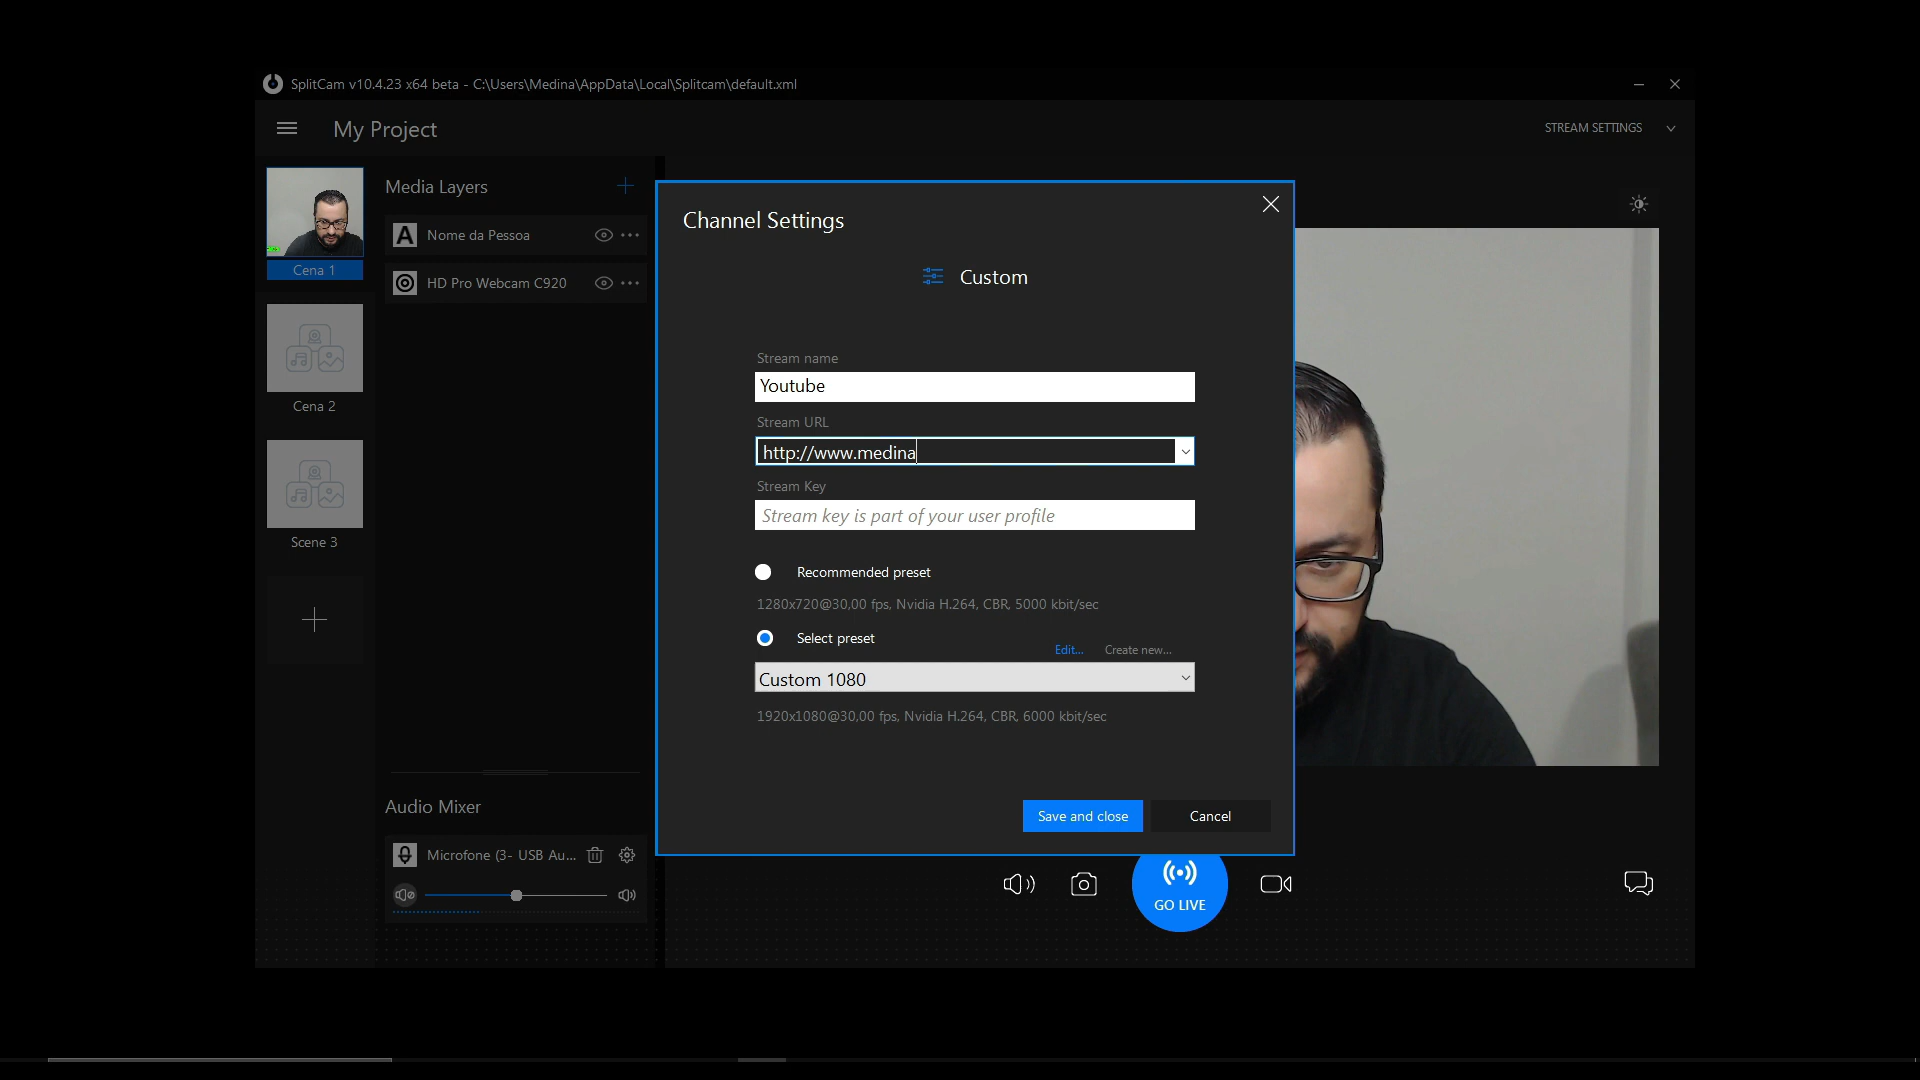 SplitCam v10.4.23 x64 beta - C:\Users\Medina\AppData\Local\Splitcam\default.xml
My Project
STREAM SETTINGS
Media Layers
Nome da Pessoa
HD Pro Webcam C920
Cena 1
Cena 2
Scene 3
Channel Settings
Custom
Stream name
Youtube
Stream URL
http://www.medina
Stream Key
Stream key is part of your user profile
Recommended preset
1280x720@30,00 fps, Nvidia H.264, CBR, 5000 kbit/sec
Select preset
Edit...
Create new...
Custom 1080
1920x1080@30,00 fps, Nvidia H.264, CBR, 6000 kbit/sec
Save and close
Cancel
Audio Mixer
Microfone (3- USB Au...
GO LIVE